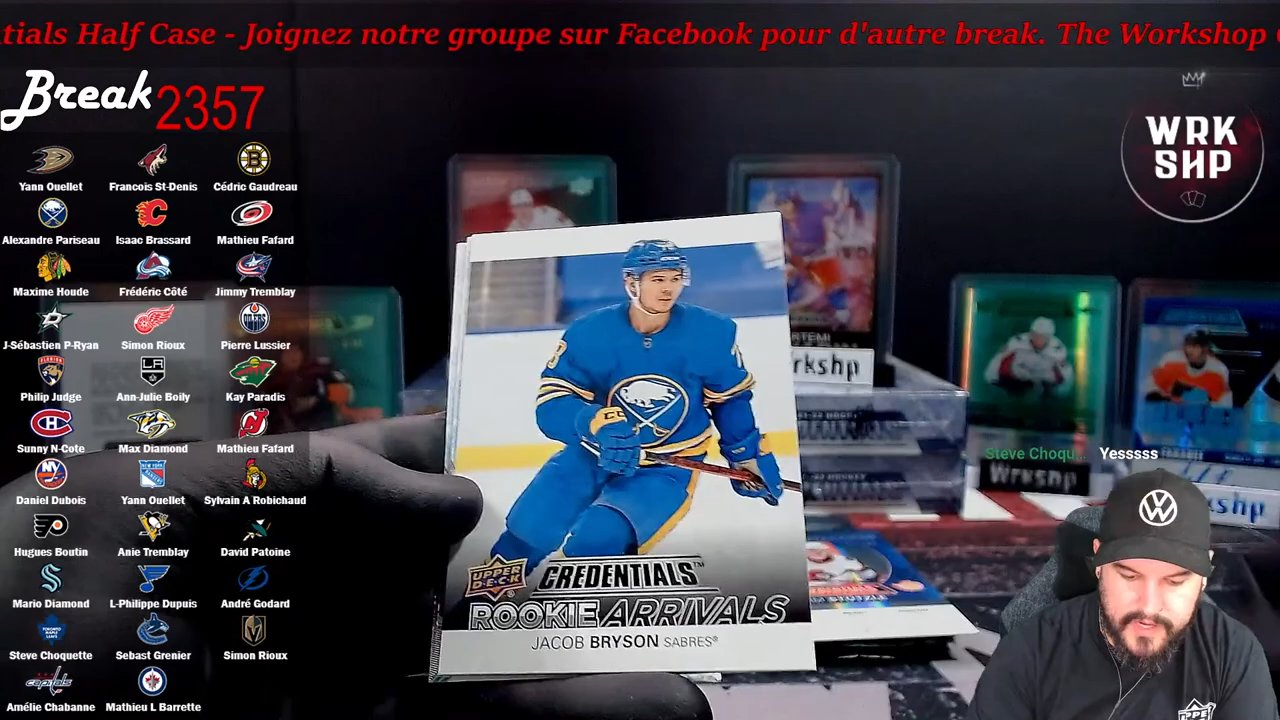 tials Half Case - Joignez notre groupe sur Facebook pour d'autre break. The Workshop
Break 2357
WRK
SHP
Yann Ouellet
Francois St-Denis
Cédric Gaudreau
Alexandre Pariseau
Isaac Brassard
Mathieu Fafard
Maxime Houde
Frédéric Côté
Jimmy Tremblay
J-Sébastien P-Ryan
Simon Rioux
Pierre Lussier
Philip Judge
Ann-Julie Boily
Kay Paradis
Sunny N-Cote
Max Diamond
Mathieu Fafard
Daniel Dubois
Yann Ouellet
Sylvain A Robichaud
Hugues Boutin
Anie Tremblay
David Patoine
Mario Diamond
L-Philippe Dupuis
André Godard
Steve Choquette
Sebast Grenier
Simon Rioux
Amélie Chabanne
Mathieu L Barrette
UPPER DECK
CREDENTIALS™
ROOKIE ARRIVALS
JACOB BRYSON SABRES®
Steve Choqu... Yesssss
Wrkshp